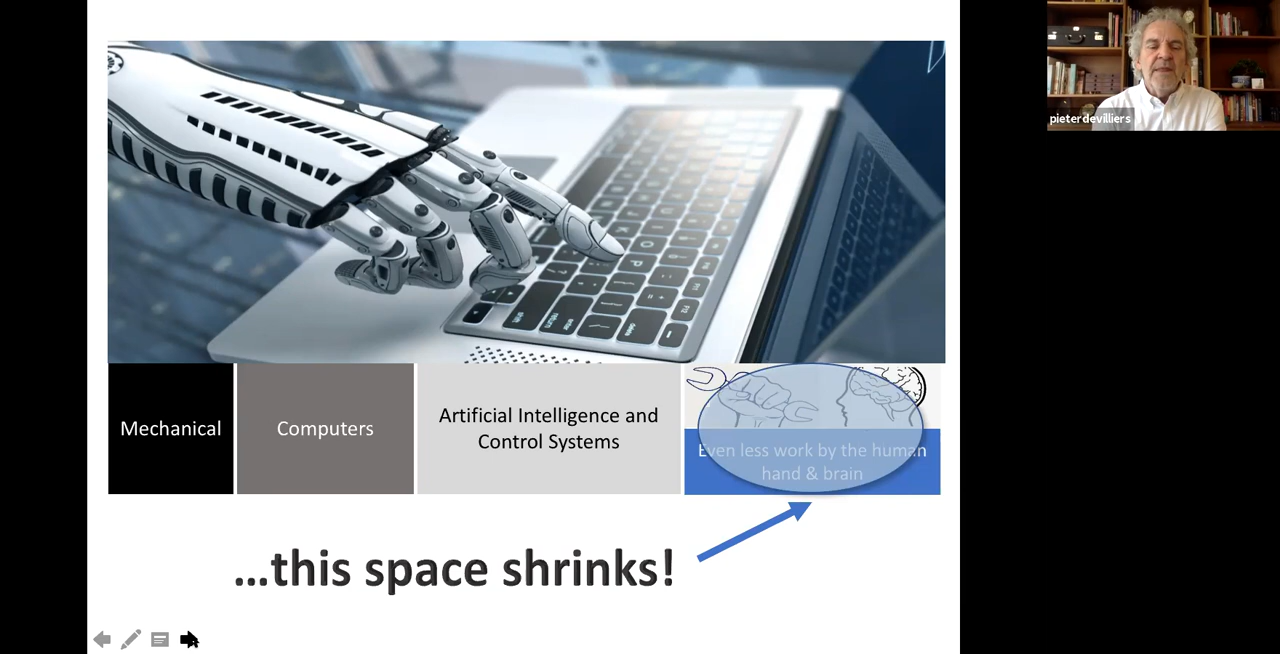 pieterdevilliers
Mechanical
Computers
Artificial Intelligence and
Control Systems
Even less work by the human
hand & brain
...this space shrinks!